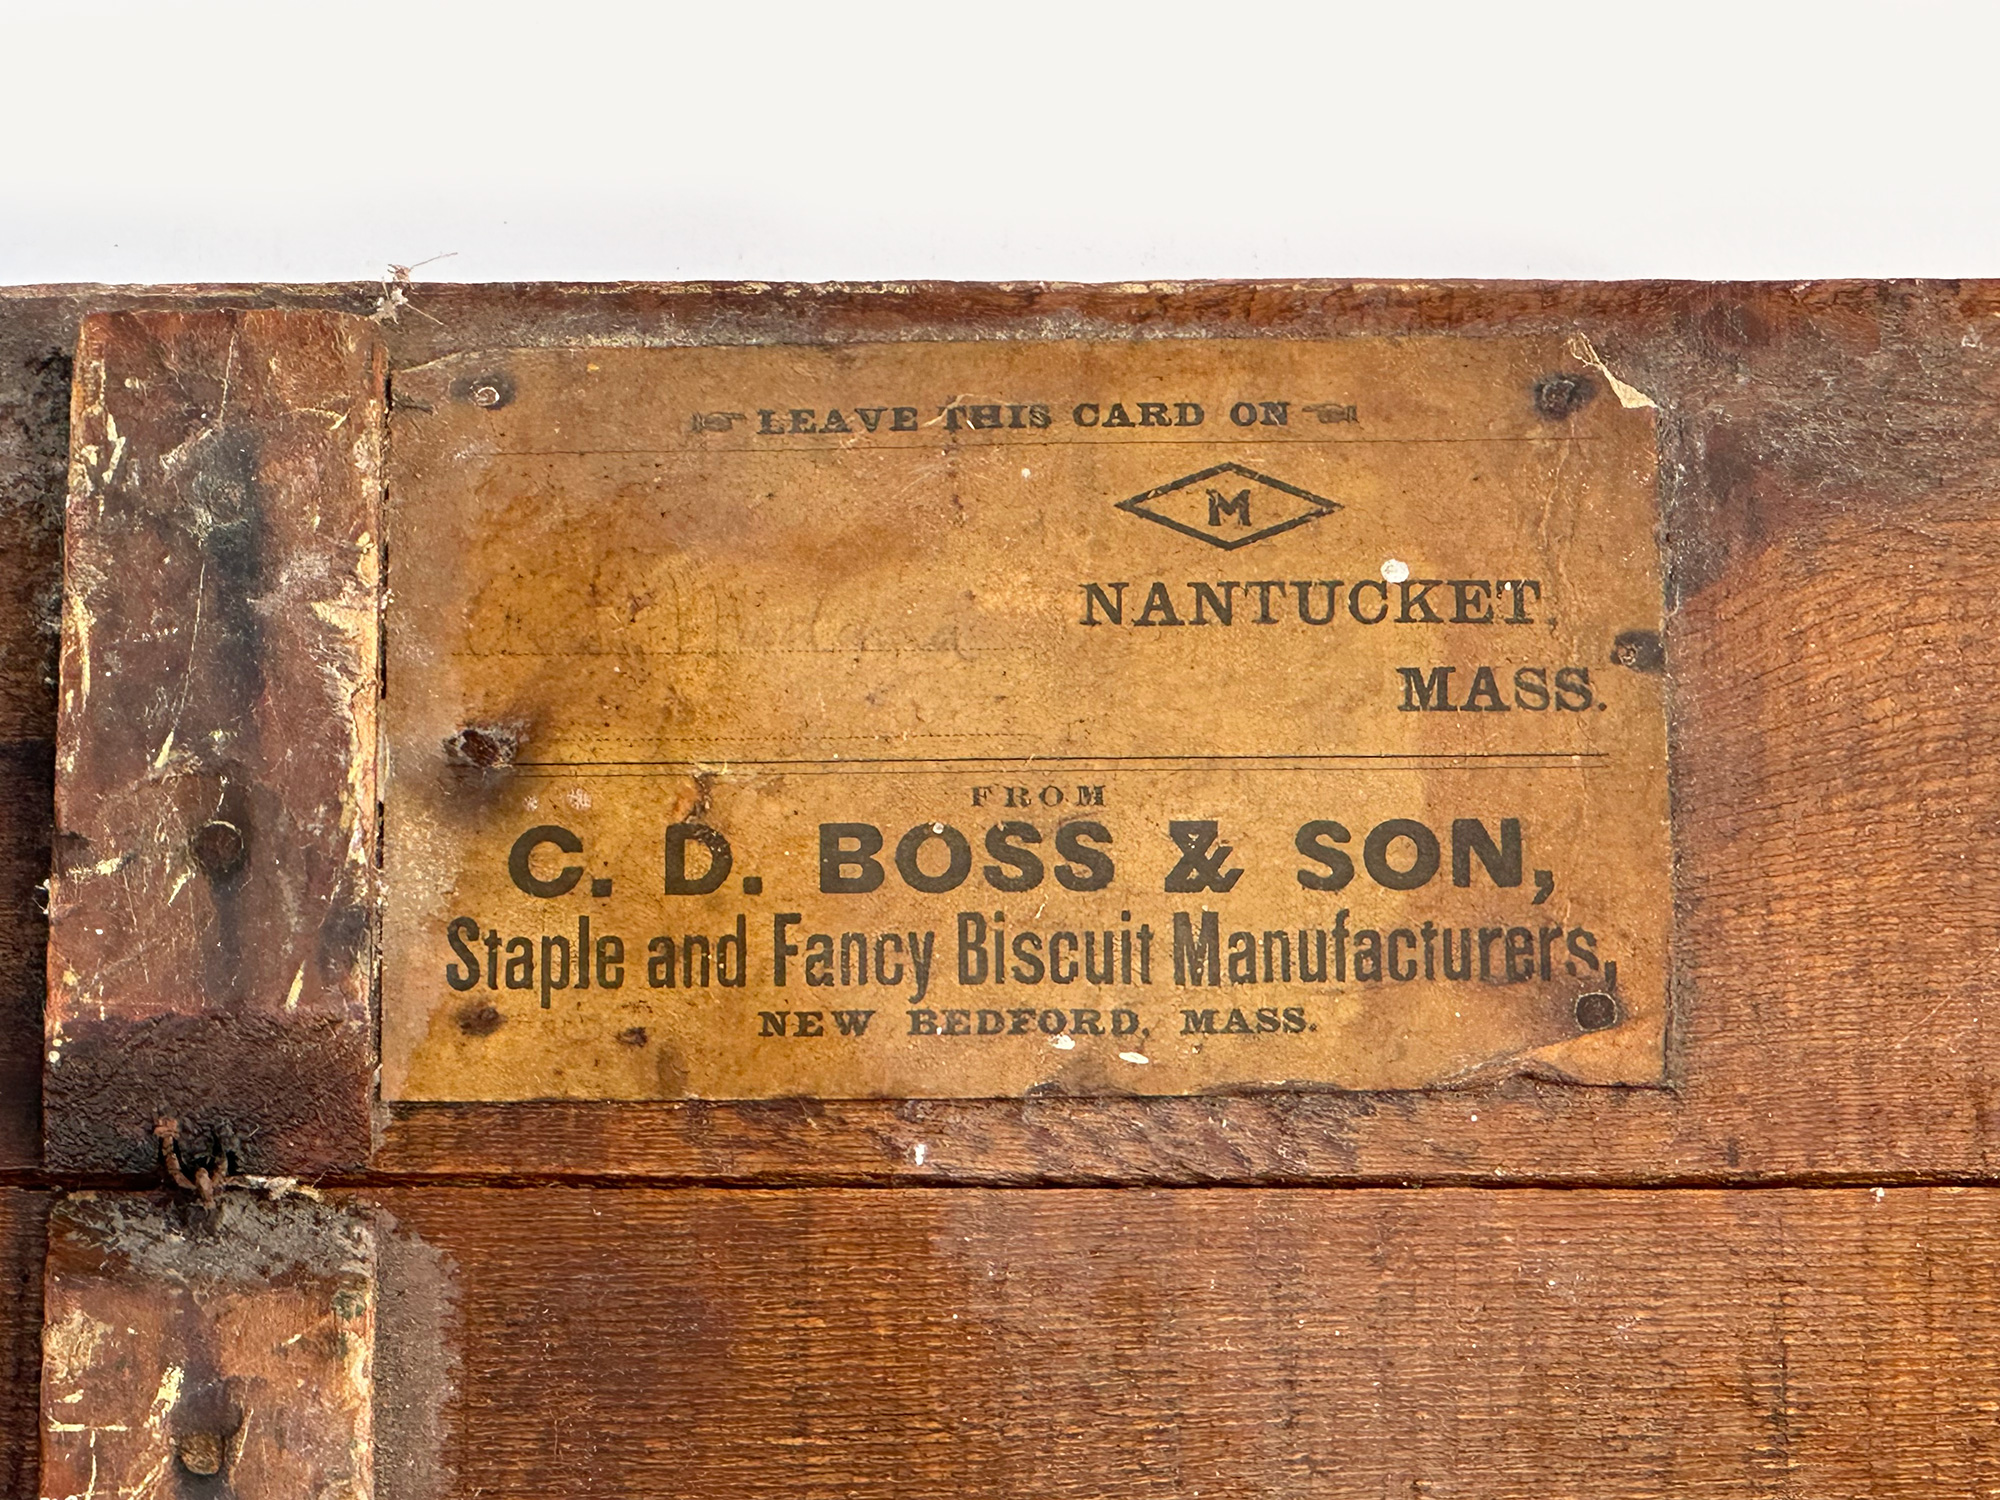 LEAVE THIS CARD ON
M
NANTUCKET,
MASS.
FROM
C. D. BOSS & SON,
Staple and Fancy Biscuit Manufacturers,
NEW BEDFORD, MASS.